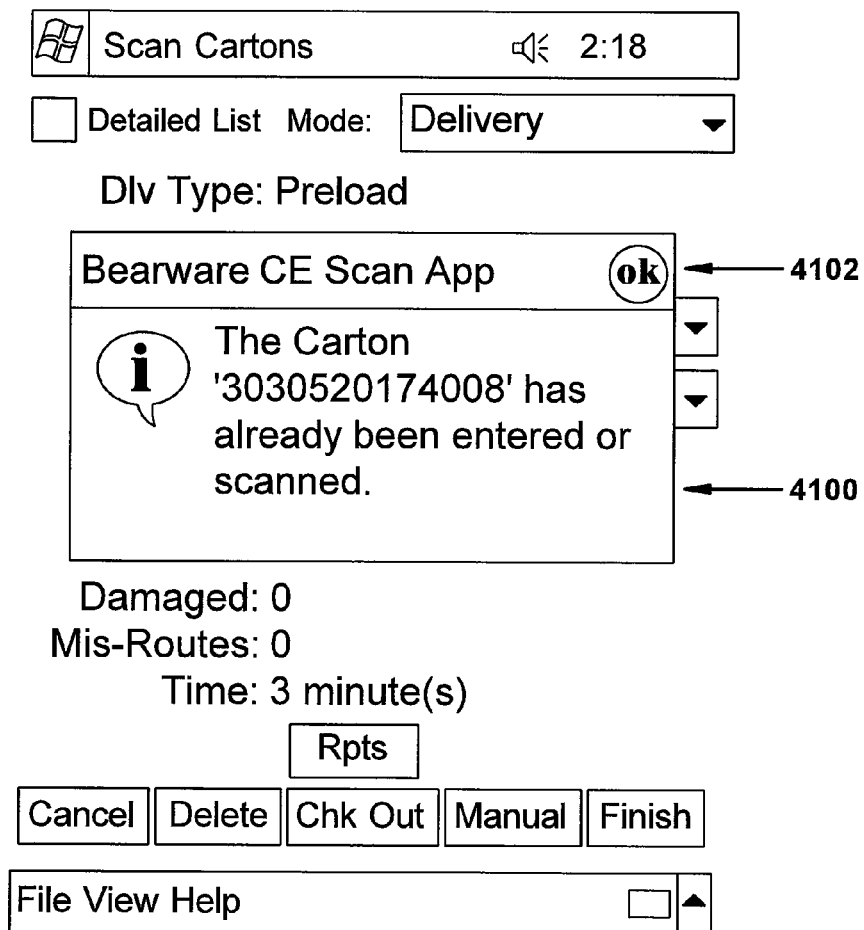 Scan Cartons 2:18
Detailed List Mode: Delivery
Dlv Type: Preload
Bearware CE Scan App ok 4102
i The Carton
'3030520174008' has
already been entered or
scanned.
4100
Damaged: 0
Mis-Routes: 0
Time: 3 minute(s)
Rpts
Cancel Delete Chk Out Manual Finish
File View Help